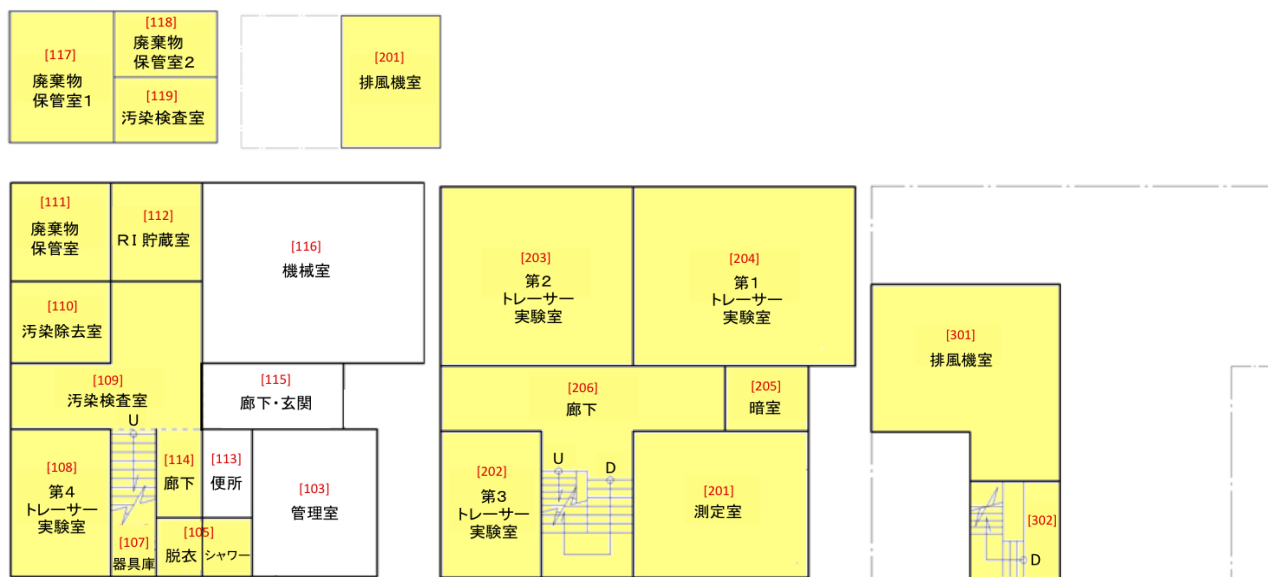 [117]
廃棄物
保管室1
[118]
廃棄物
保管室2
[119]
汚染検査室
[201]
排風機室
[111]
廃棄物
保管室
[112]
RI貯蔵室
[116]
機械室
[110]
汚染除去室
[109]
汚染検査室
U
[115]
廊下・玄関
[108]
第4
トレーサー
実験室
[114]
廊下
[113]
便所
[103]
管理室
[107]
器具庫
[105]
脱衣
シャワー
[203]
第2
トレーサー
実験室
[204]
第1
トレーサー
実験室
[206]
廊下
[205]
暗室
[202]
第3
トレーサー
実験室
U
D
[201]
測定室
[301]
排風機室
[302]
D